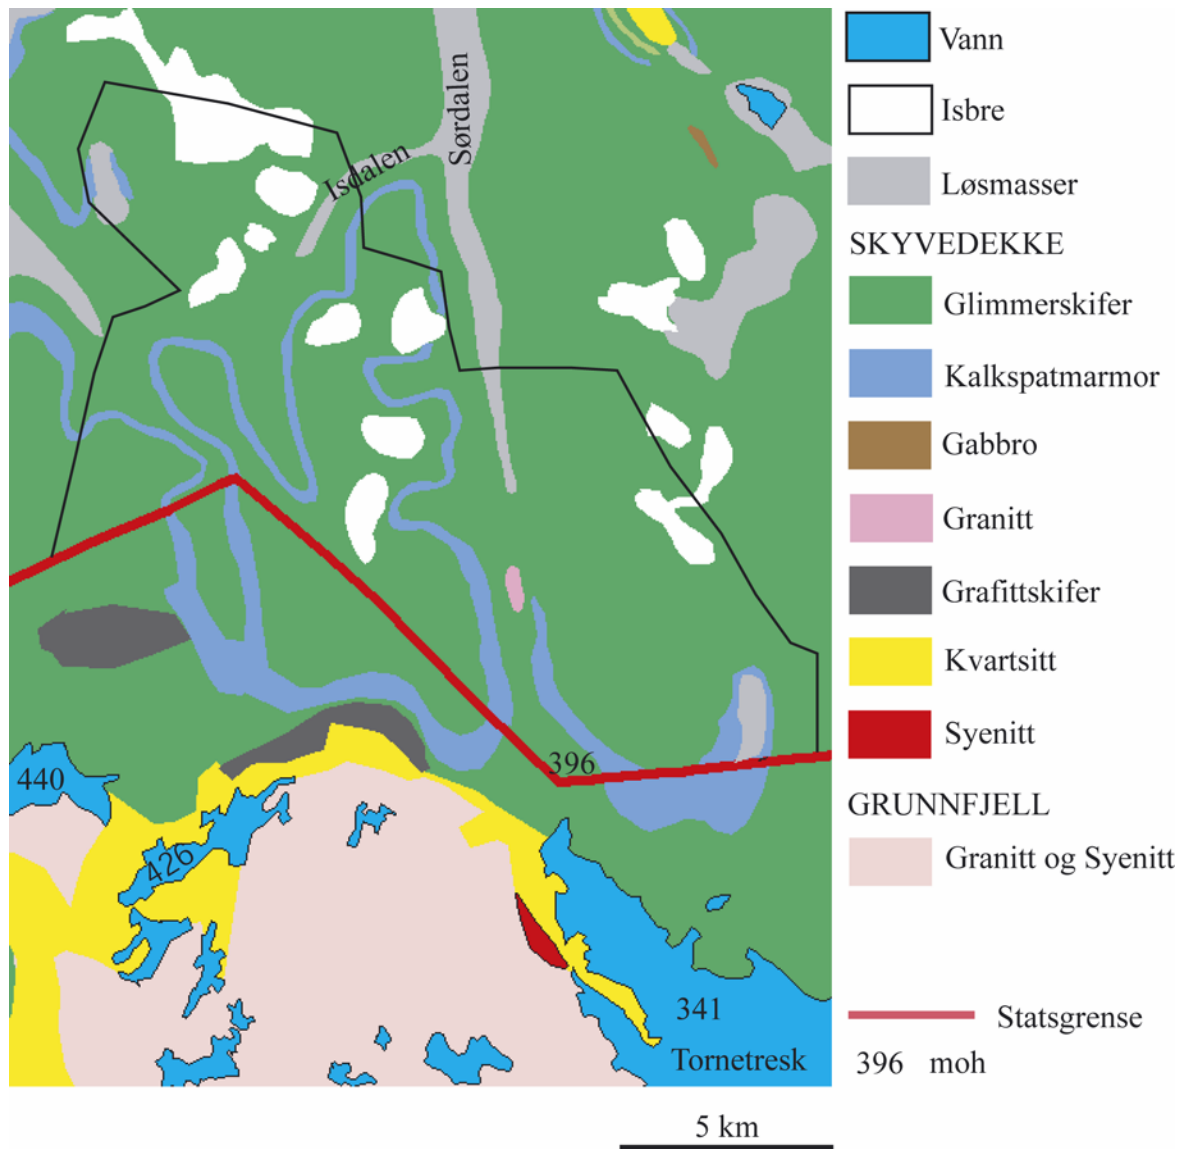 Sørdalen
Isdalen
396
440
426
341
Tornetresk
Vann
Isbre
Løsmasser
SKYVEDEKKE
Glimmerskifer
Kalkspatmarmor
Gabbro
Granitt
Grafittskifer
Kvartsitt
Syenitt
GRUNNFJELL
Granitt og Syenitt
Statsgrense
396 moh
5 km